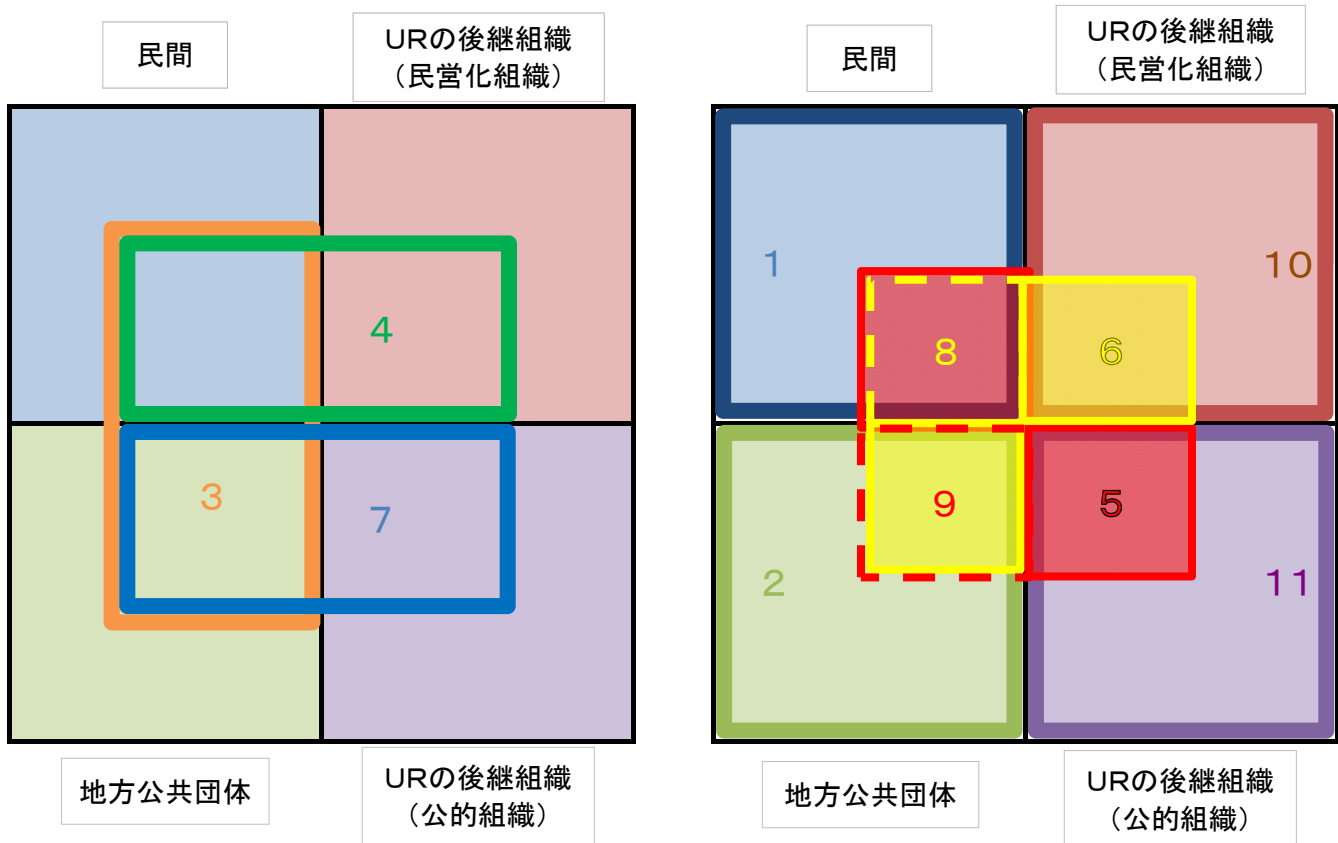 民間
URの後継組織
（民営化組織）
4
3
7
地方公共団体
URの後継組織
（公的組織）
民間
URの後継組織
（民営化組織）
1
10
8
6
9
5
2
11
地方公共団体
URの後継組織
（公的組織）